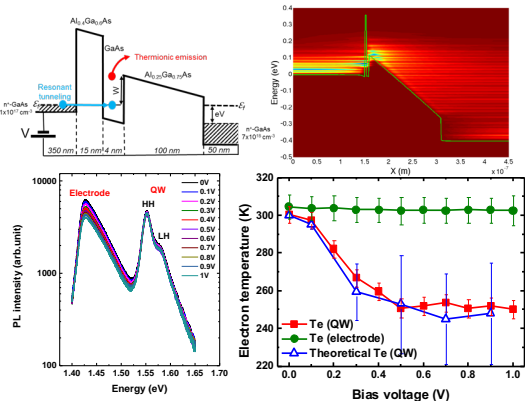 Al₀.₄Ga₀.₆As
GaAs
Thermionic emission
Al₀.₂₅Ga₀.₇₅As
n⁺-GaAs
1x10¹⁷ cm⁻³
Resonant
tunneling
W
eV
n⁺-GaAs
7x10¹⁶ cm⁻³
V
350 nm 15 nm 4 nm 100 nm 50 nm
Energy (eV)
0.4
0.3
0.2
0.1
0
-0.1
-0.2
-0.3
-0.4
-0.5
0 0.5 1 1.5 2 2.5 3 3.5 4 4.5
X (m)
x 10⁻⁷
PL intensity (arb.unit)
10000
1000
Electrode
QW
HH
LH
0V
0.1V
0.2V
0.3V
0.4V
0.5V
0.6V
0.7V
0.8V
0.9V
1V
1.40 1.45 1.50 1.55 1.60 1.65 1.70
Energy (eV)
Electron temperature (K)
320
300
280
260
240
220
Te (QW)
Te (electrode)
Theoretical Te (QW)
0.0 0.2 0.4 0.6 0.8 1.0
Bias voltage (V)